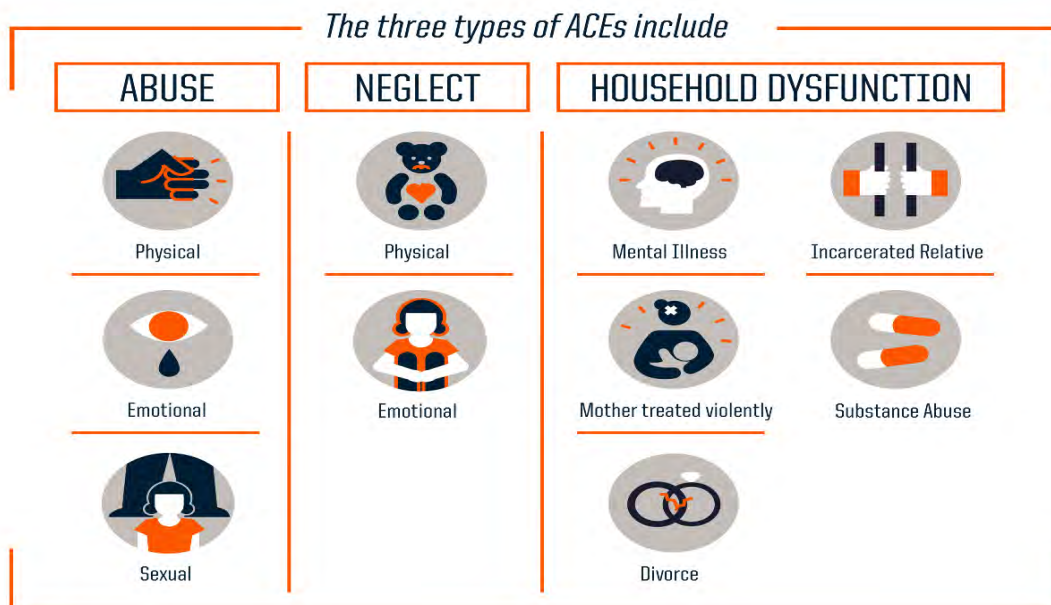 The three types of ACEs include
ABUSE
Physical
Emotional
Sexual
NEGLECT
Physical
Emotional
HOUSEHOLD DYSFUNCTION
Mental Illness
Incarcerated Relative
Mother treated violently
Substance Abuse
Divorce